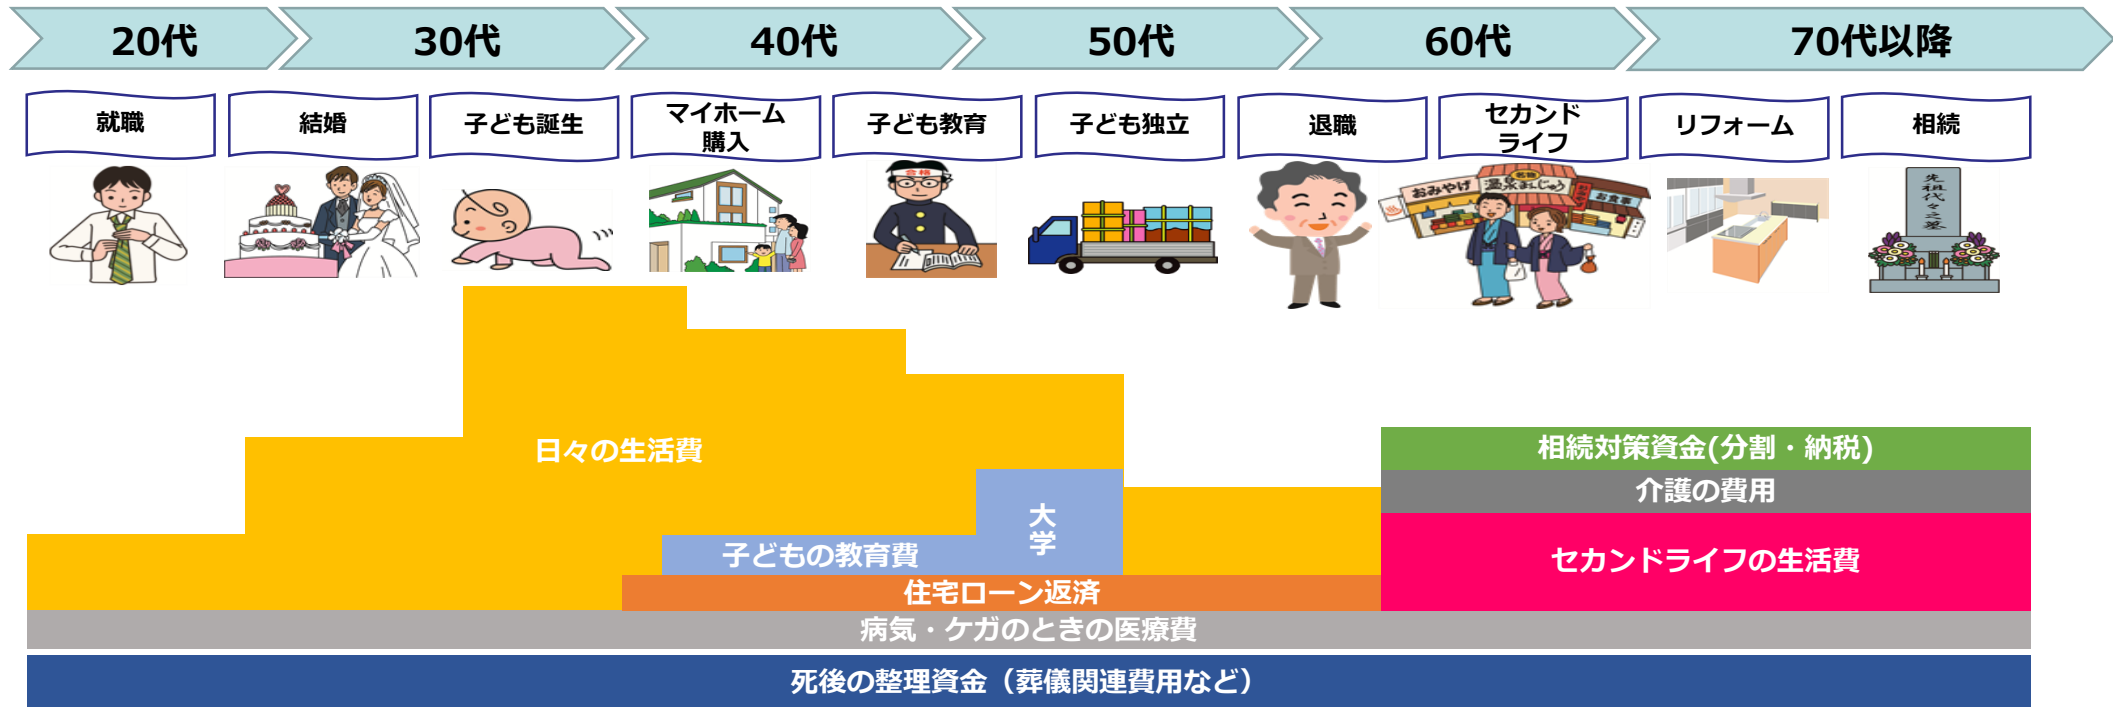 20代
30代
40代
50代
60代
70代以降
就職
結婚
子ども誕生
マイホーム
購入
子ども教育
子ども独立
退職
セカンド
ライフ
リフォーム
相続
合格
おみやげ
名物
温泉まんじゅう
お食事
先祖代々之墓
日々の生活費
相続対策資金(分割・納税)
介護の費用
大学
子どもの教育費
セカンドライフの生活費
住宅ローン返済
病気・ケガのときの医療費
死後の整理資金（葬儀関連費用など）